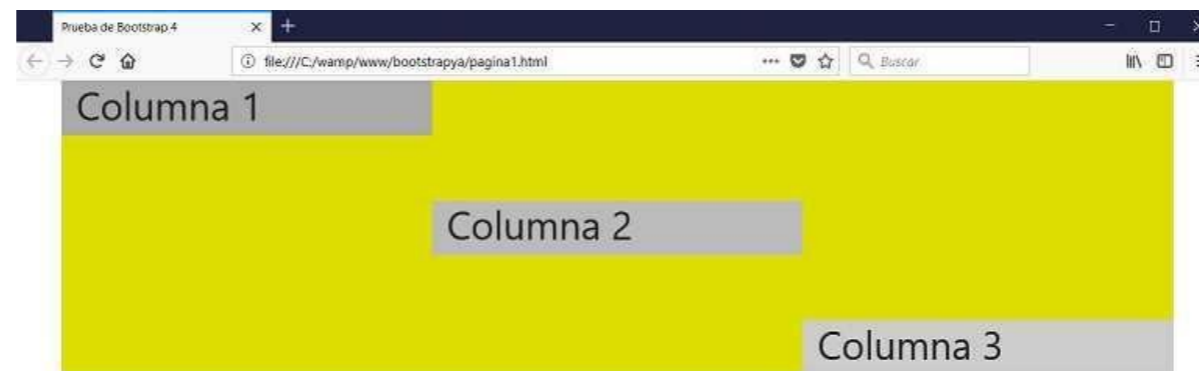 Prueba de Bootstrap 4
file:///C:/wamp/www/bootstrapya/pagina1.html
Buscar
Columna 1
Columna 2
Columna 3